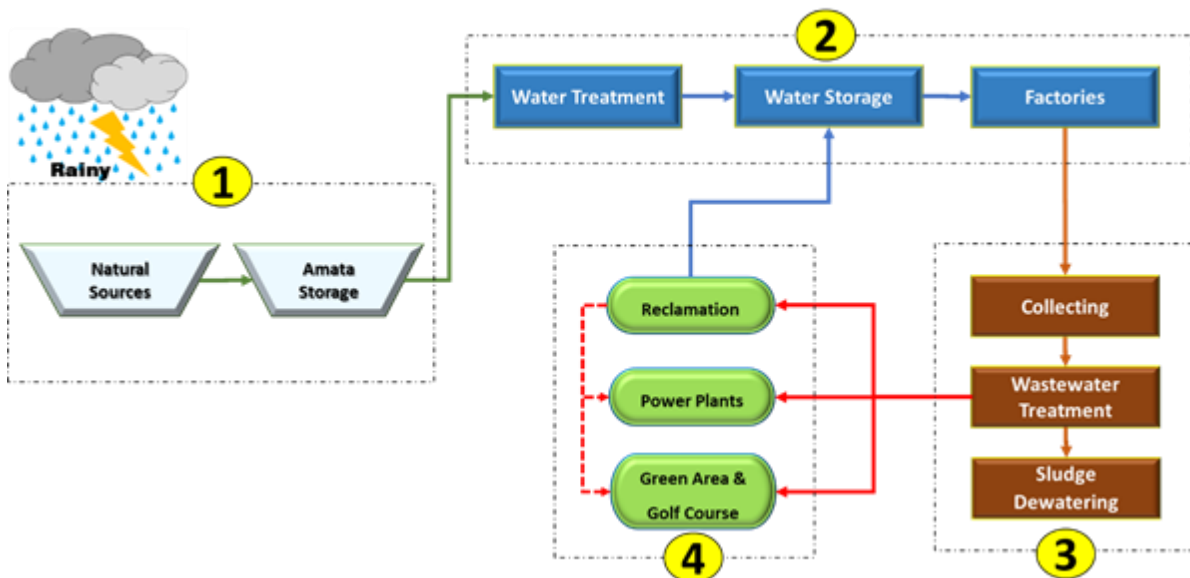 Rainy
1
Natural
Sources
Amata
Storage
2
Water Treatment
Water Storage
Factories
Collecting
Wastewater
Treatment
Sludge
Dewatering
3
Reclamation
Power Plants
Green Area &
Golf Course
4